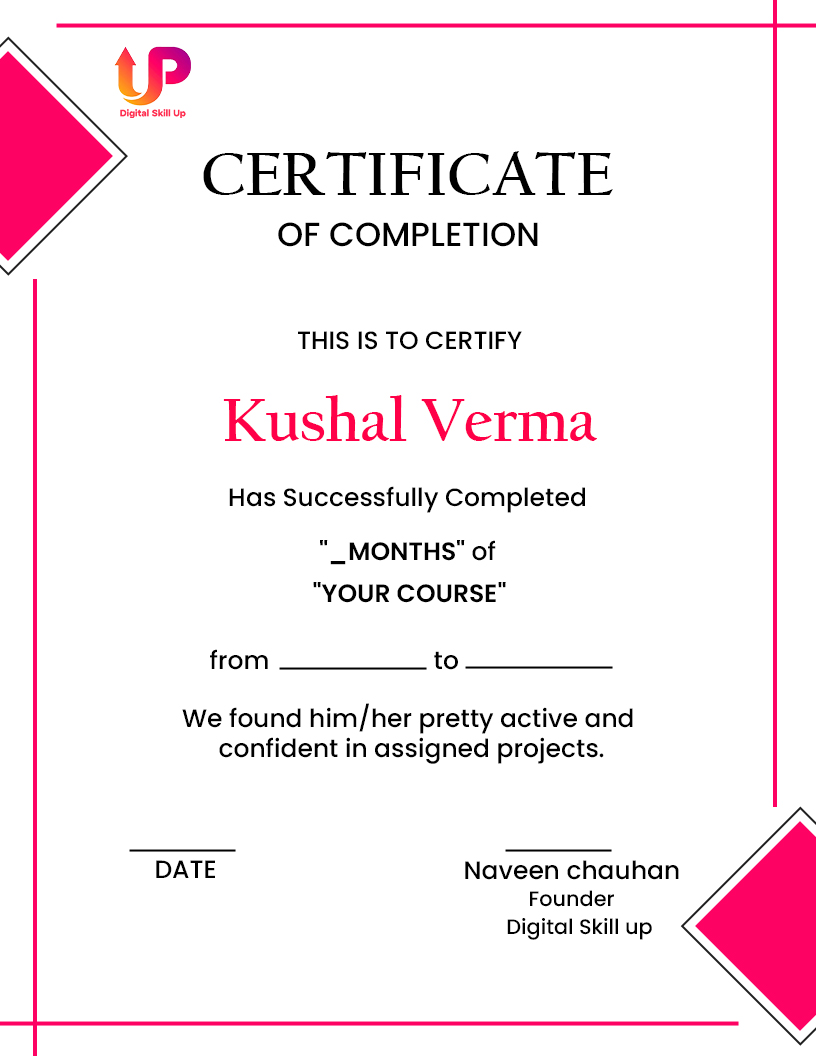 UP
Digital Skill Up
CERTIFICATE
OF COMPLETION
THIS IS TO CERTIFY
Kushal Verma
Has Successfully Completed
"_MONTHS" of
"YOUR COURSE"
from ____________ to ____________
We found him/her pretty active and
confident in assigned projects.
DATE
Naveen chauhan
Founder
Digital Skill up